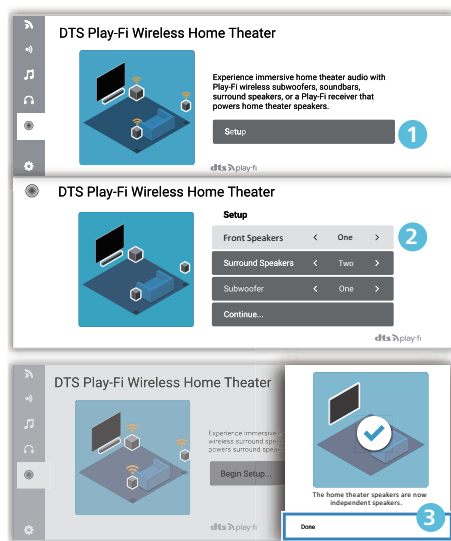 DTS Play-Fi Wireless Home Theater
Experience immersive home theater audio with
Play-Fi wireless subwoofers, soundbars,
surround speakers, or a Play-Fi receiver that
powers home theater speakers.
Setup
1
dts play-fi
DTS Play-Fi Wireless Home Theater
Setup
Front Speakers < One >
2
Surround Speakers < Two >
Subwoofer < One >
Continue...
dts play-fi
DTS Play-Fi Wireless Home Theater
Experience immersive
wireless surround spe
powers surround spea
Begin Setup...
dts play-fi
The home theater speakers are now
independent speakers.
Done
3